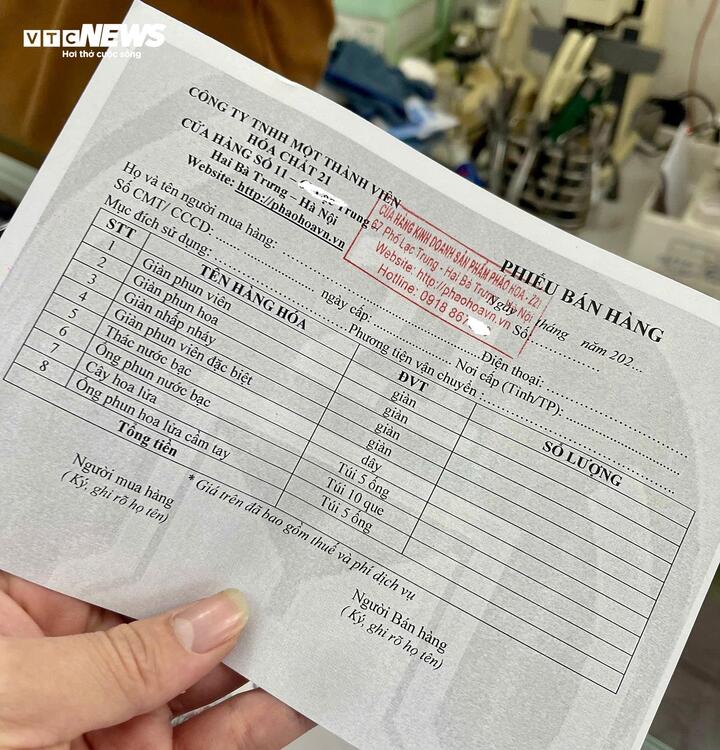 VTC NEWS
Hơi thở cuộc sống
CÔNG TY TNHH MỘT THÀNH VIÊN
HÓA CHẤT 21
CỬA HÀNG SỐ 11 - Trung
Hai Bà Trưng – Hà Nội
Website: http://phaohoavn.vn
CỬA HÀNG KINH DOANH SẢN PHẨM PHÁO HOA - Z21
67 Phố Lạc Trung - Hai Bà Trưng, Hà Nội
Website: http://phaohoavn.vn
Hotline: 0918 86
PHIẾU BÁN HÀNG
Ngày tháng năm 202...
Số:
Họ và tên người mua hàng: Điện thoại:
Số CMT/ CCCD: ngày cấp: Nơi cấp (Tỉnh/TP):
Mục đích sử dụng: Phương tiện vận chuyển :
STT TÊN HÀNG HÓA ĐVT SỐ LƯỢNG
1 Giàn phun viên giàn
2 Giàn phun hoa giàn
3 Giàn nhấp nháy giàn
4 Giàn phun viên đặc biệt giàn
5 Thác nước bạc dây
6 Ống phun nước bạc Túi 5 ống
7 Cây hoa lửa Túi 10 que
8 Ống phun hoa lửa cầm tay Túi 5 ống
Tổng tiền
* Giá trên đã bao gồm thuế và phí dịch vụ
Người mua hàng
( Ký, ghi rõ họ tên)
Người Bán hàng
( Ký, ghi rõ họ tên)